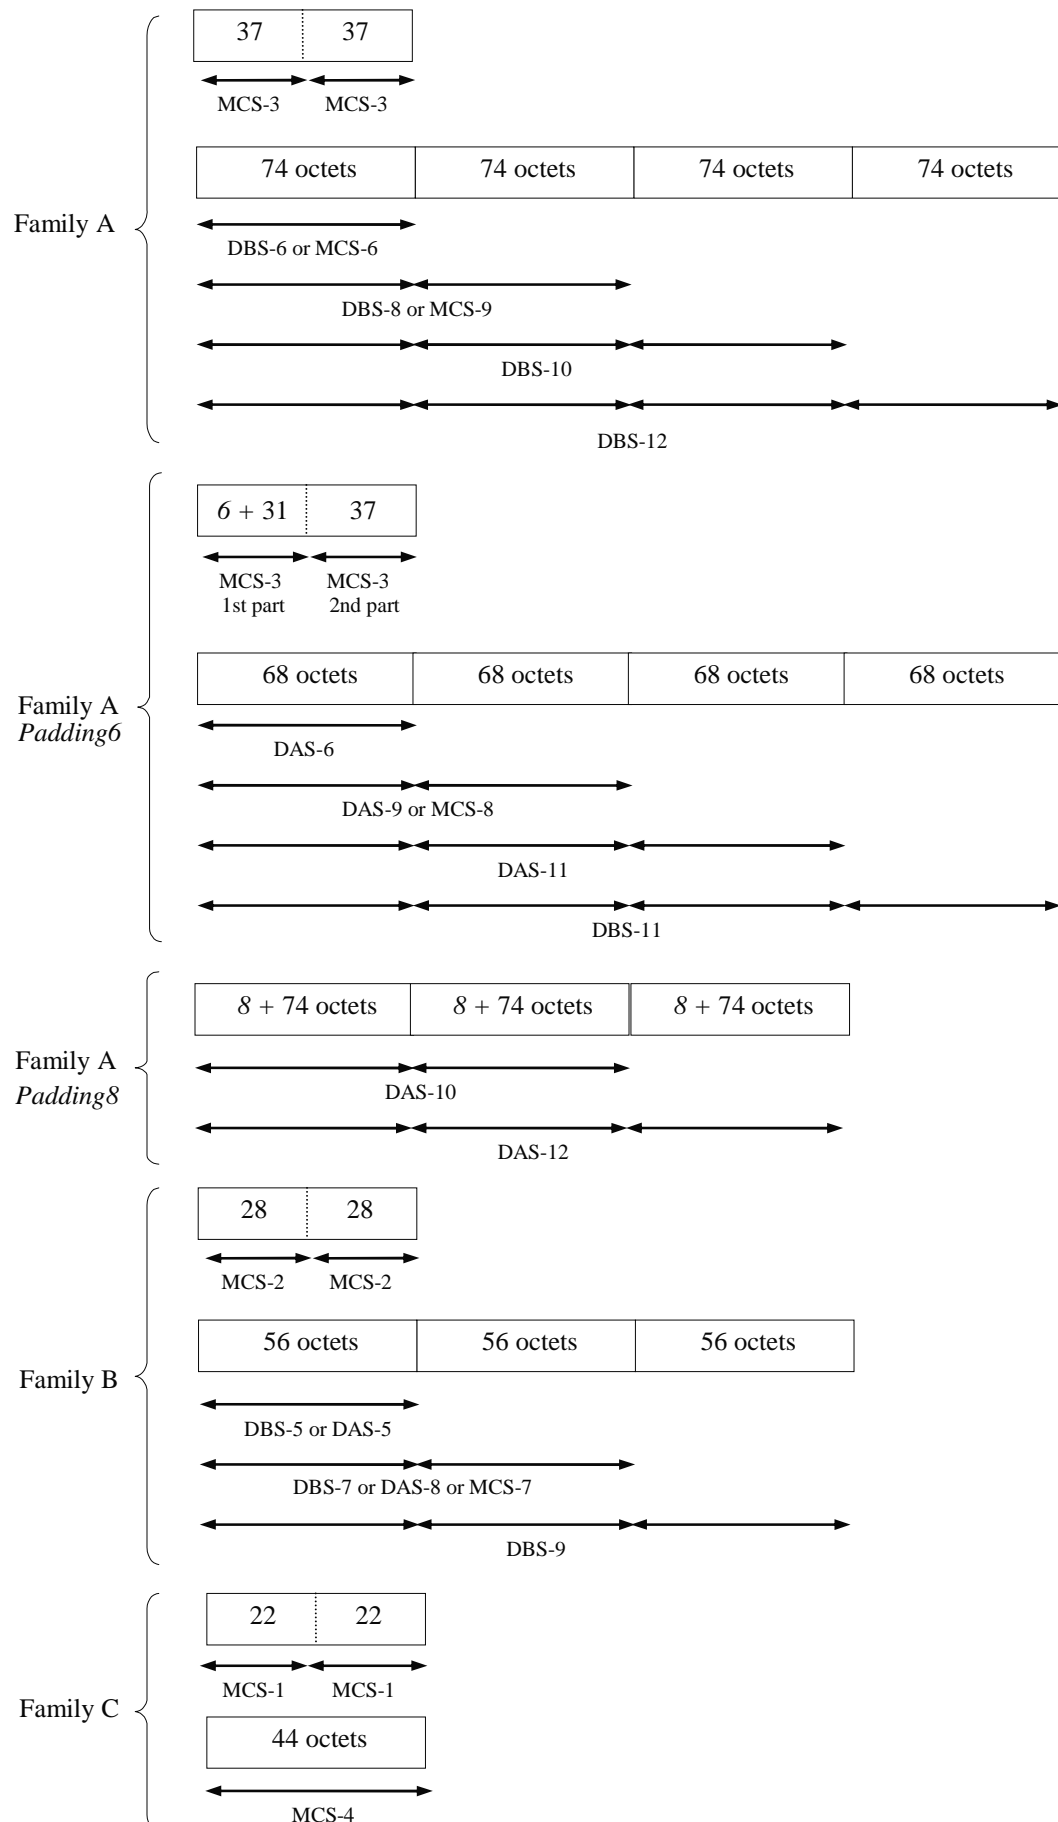 37 37
MCS-3 MCS-3
74 octets 74 octets 74 octets 74 octets
Family A
DBS-6 or MCS-6
DBS-8 or MCS-9
DBS-10
DBS-12
6 + 31 37
MCS-3 MCS-3
1st part 2nd part
68 octets 68 octets 68 octets 68 octets
Family A
Padding6
DAS-6
DAS-9 or MCS-8
DAS-11
DBS-11
8 + 74 octets 8 + 74 octets 8 + 74 octets
Family A
Padding8
DAS-10
DAS-12
28 28
MCS-2 MCS-2
56 octets 56 octets 56 octets
Family B
DBS-5 or DAS-5
DBS-7 or DAS-8 or MCS-7
DBS-9
22 22
MCS-1 MCS-1
Family C
44 octets
MCS-4